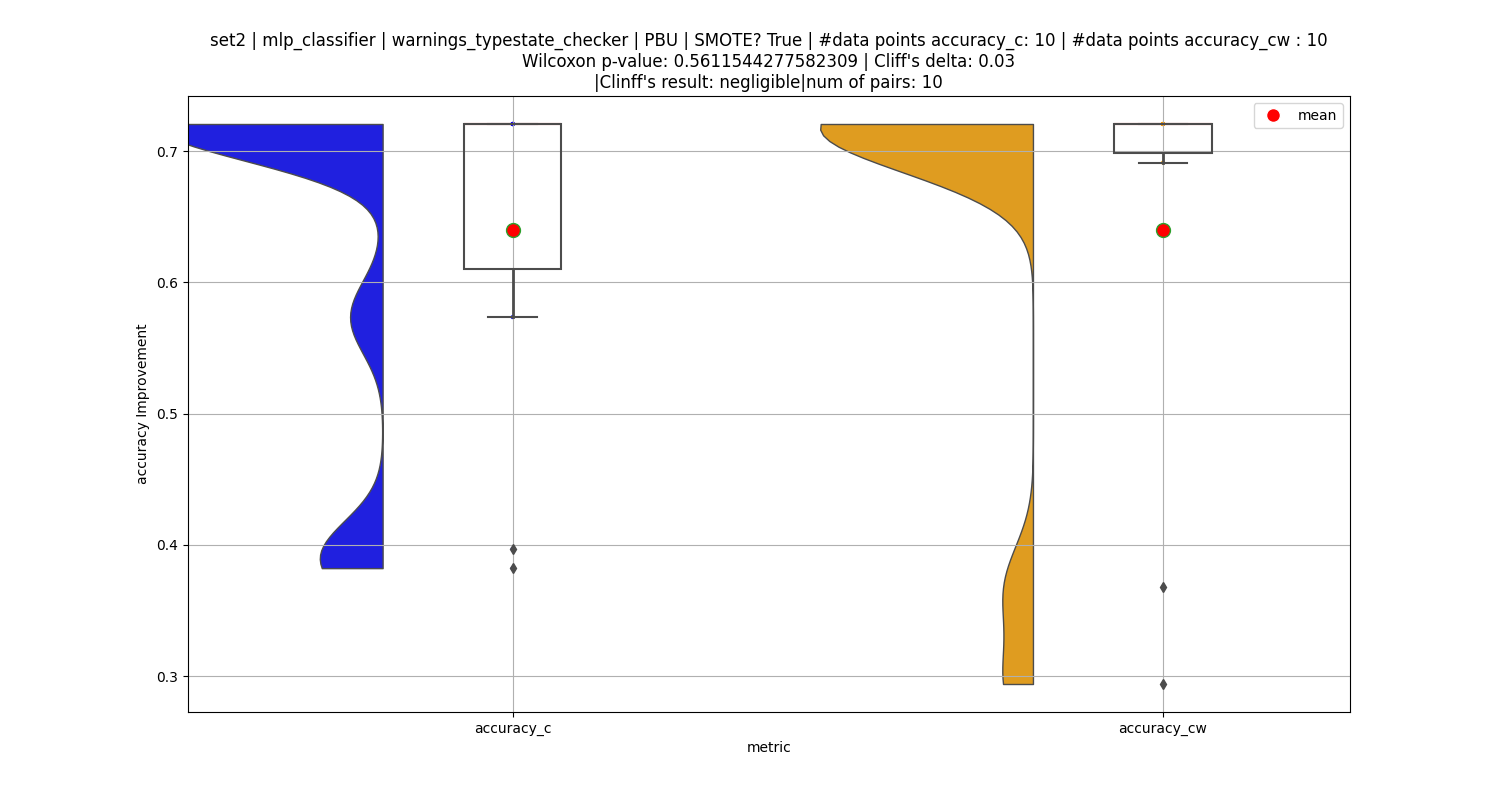 set2 | mlp_classifier | warnings_typestate_checker | PBU | SMOTE? True | #data points accuracy_c: 10 | #data points accuracy_cw : 10
Wilcoxon p-value: 0.5611544277582309 | Cliff's delta: 0.03
|Clinff's result: negligible|num of pairs: 10
mean
0.7
0.6
0.5
0.4
0.3
accuracy Improvement
accuracy_c
accuracy_cw
metric